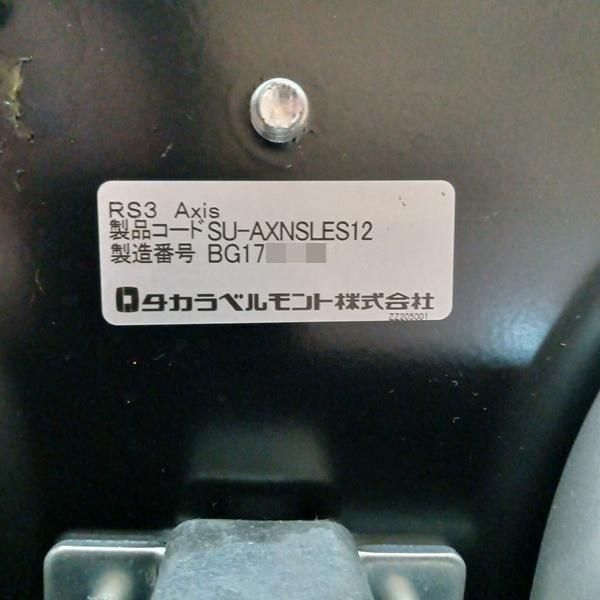 RS3 Axis
製品コード SU-AXNSLES12
製造番号 BG17
タカラベルモント株式会社
ZZ205001